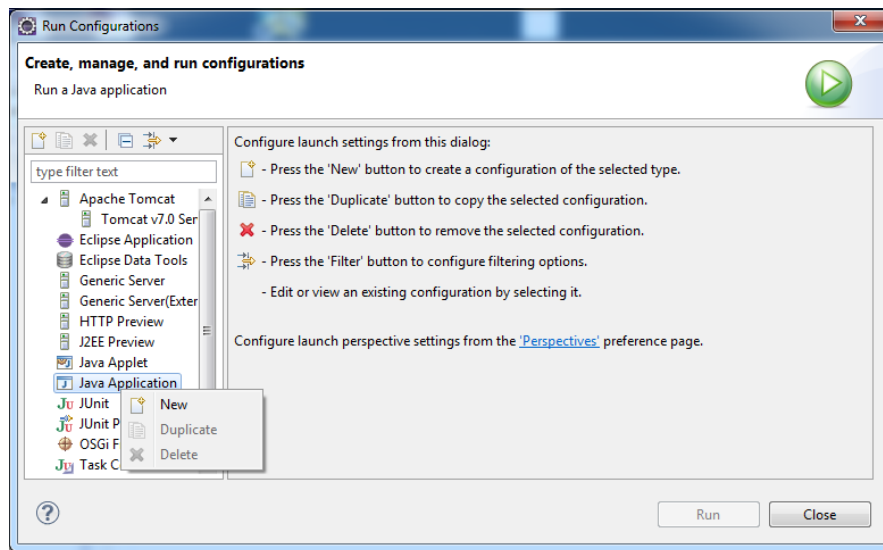 Run Configurations
Create, manage, and run configurations
Run a Java application
type filter text
Apache Tomcat
Tomcat v7.0 Ser
Eclipse Application
Eclipse Data Tools
Generic Server
Generic Server(Exter
HTTP Preview
J2EE Preview
Java Applet
Java Application
JUnit
JUnit P
OSGi F
Task C
New
Duplicate
Delete
Configure launch settings from this dialog:
- Press the 'New' button to create a configuration of the selected type.
- Press the 'Duplicate' button to copy the selected configuration.
- Press the 'Delete' button to remove the selected configuration.
- Press the 'Filter' button to configure filtering options.
- Edit or view an existing configuration by selecting it.
Configure launch perspective settings from the 'Perspectives' preference page.
Run
Close